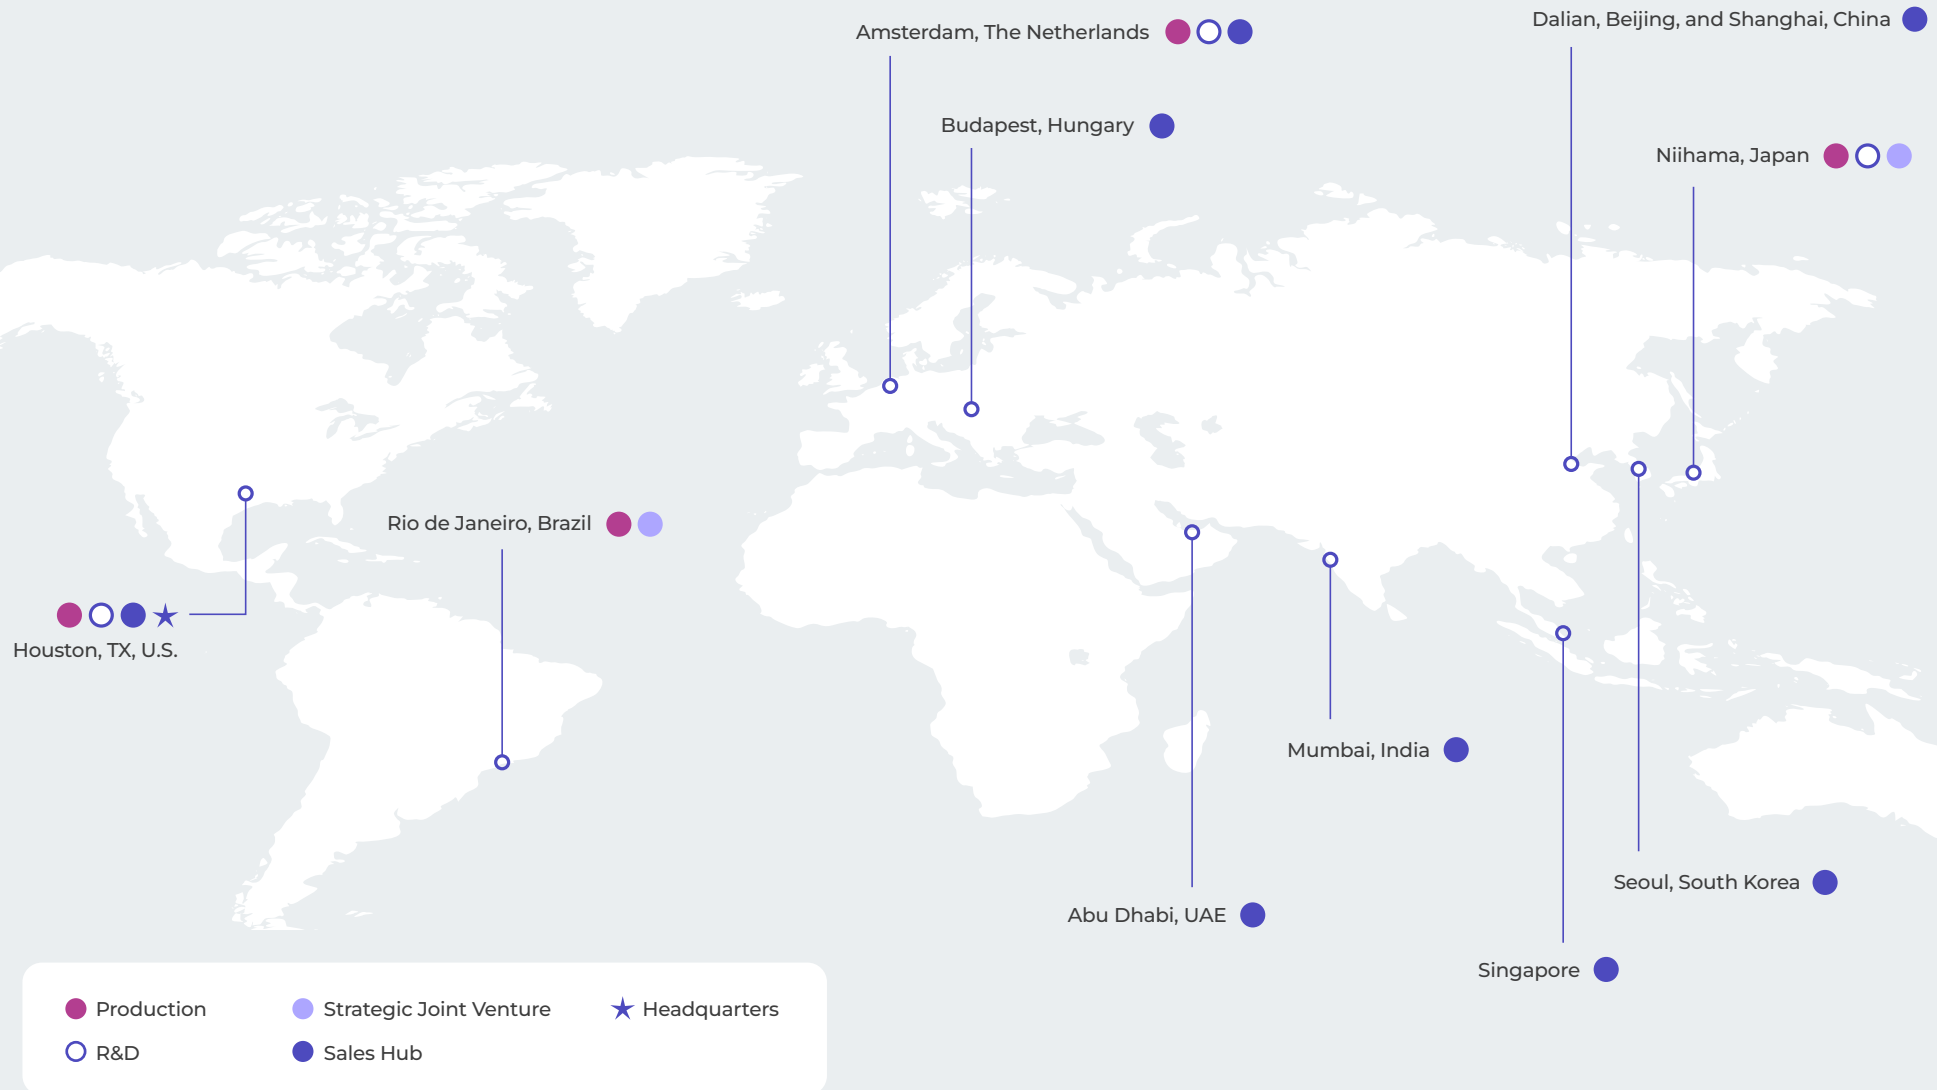 Dalian, Beijing, and Shanghai, China
Amsterdam, The Netherlands
Budapest, Hungary
Niihama, Japan
Rio de Janeiro, Brazil
Houston, TX, U.S.
Mumbai, India
Seoul, South Korea
Abu Dhabi, UAE
Singapore
Production
Strategic Joint Venture
Headquarters
R&D
Sales Hub